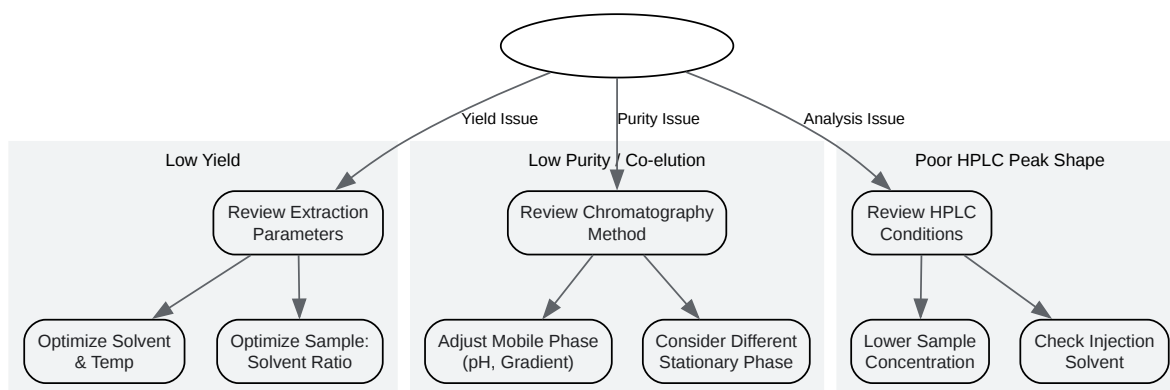 Yield Issue
Purity Issue
Analysis Issue
Low Yield
Low Purity / Co-elution
Poor HPLC Peak Shape
Review Extraction
Parameters
Review Chromatography
Method
Review HPLC
Conditions
Optimize Solvent
& Temp
Optimize Sample:
Solvent Ratio
Adjust Mobile Phase
(pH, Gradient)
Consider Different
Stationary Phase
Lower Sample
Concentration
Check Injection
Solvent